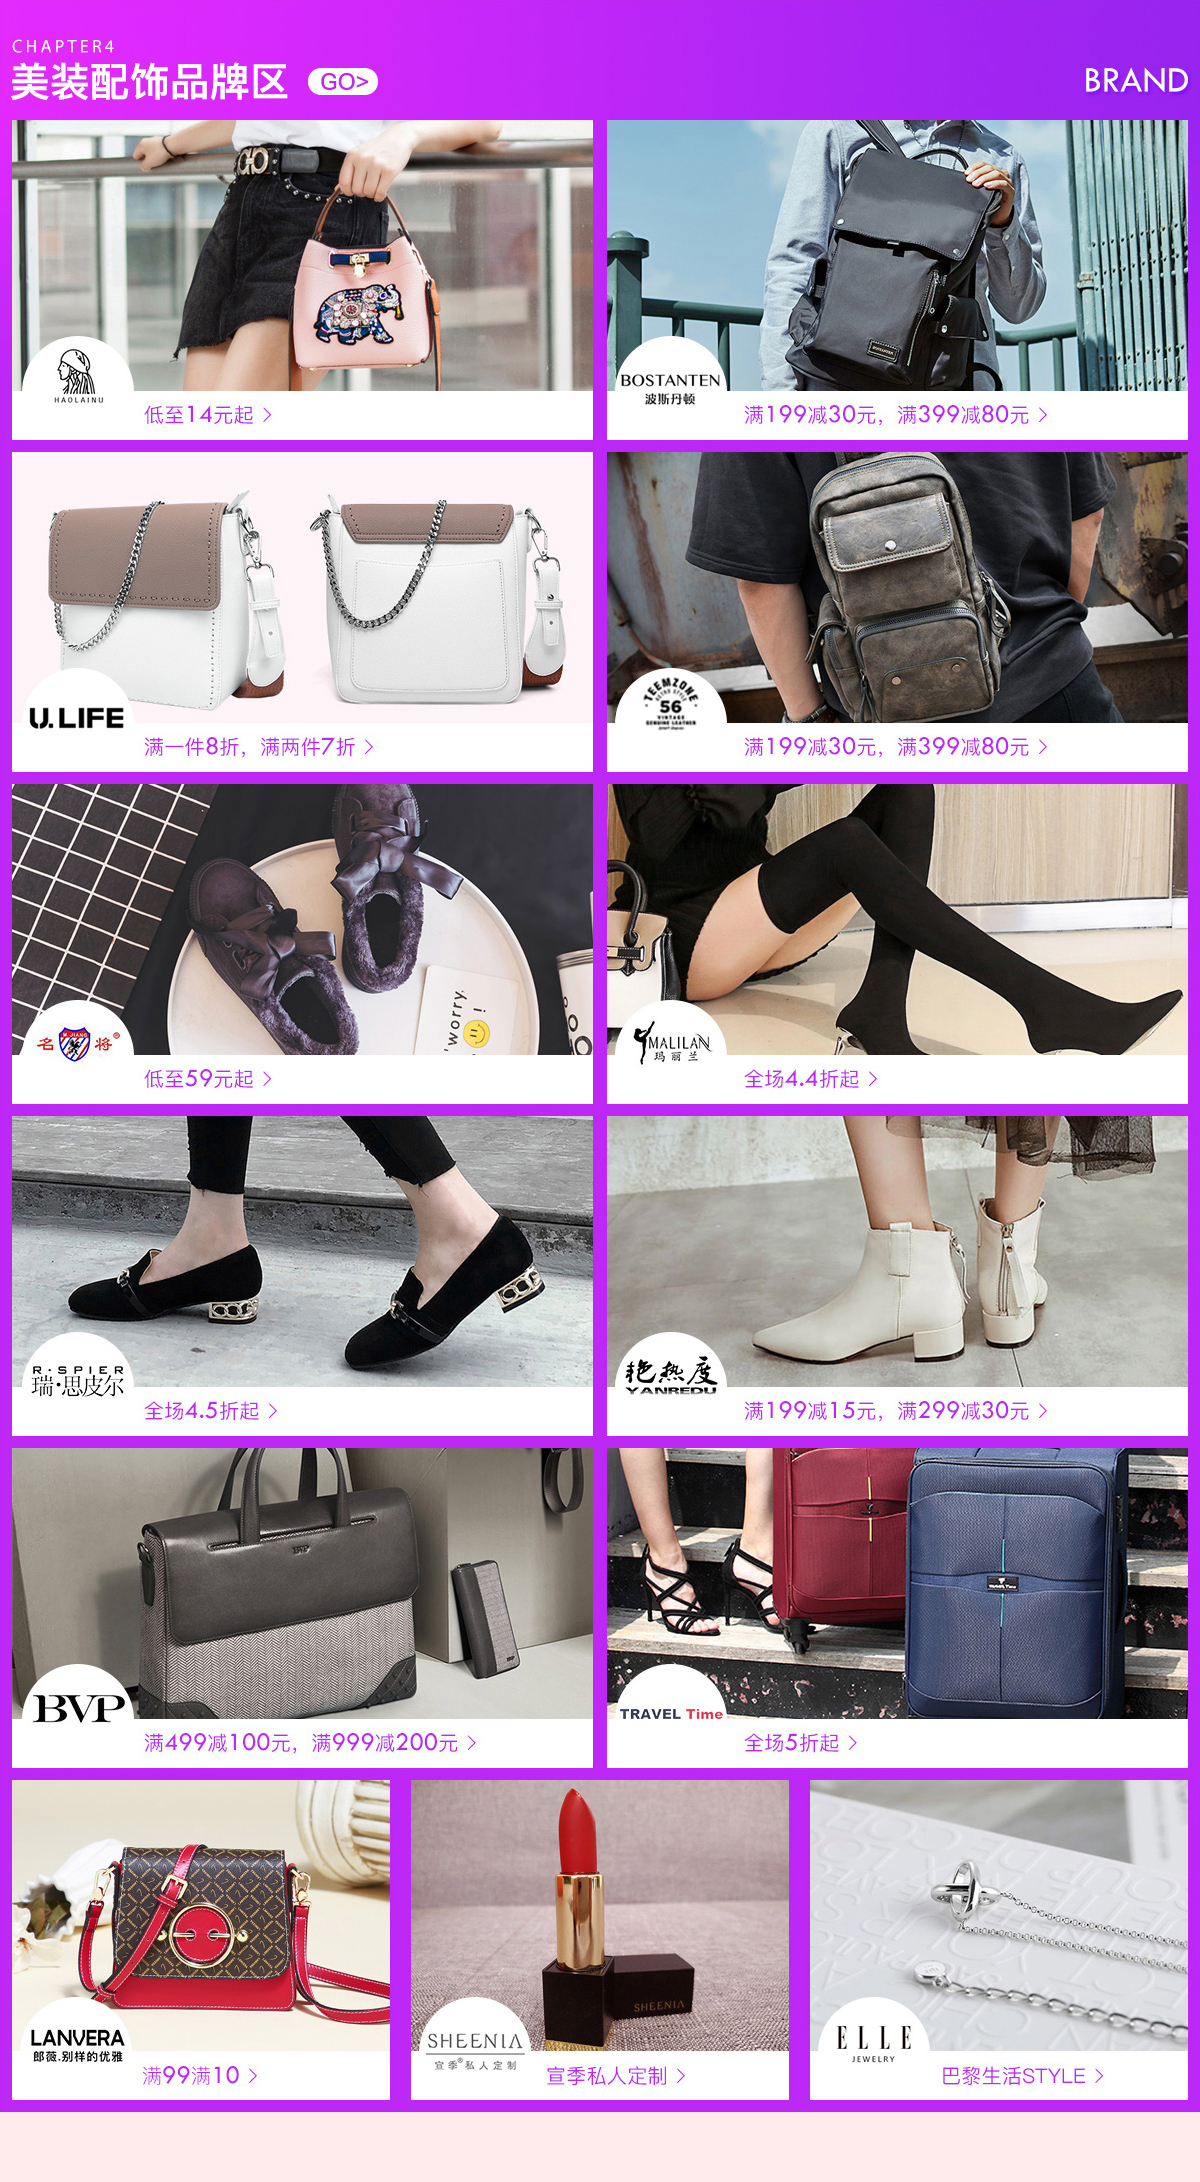 CHAPTER4
美装配饰品牌区 GO>
BRAND
HAOLAINU
低至14元起 >
BOSTANTEN
BOSTANTEN
波斯丹顿
满199减30元，满399减80元 >
U.LIFE
满一件8折，满两件7折 >
TEEMZONE
56
VINTAGE
GENUINE LEATHER
满199减30元，满399减80元 >
worry.
名将®
M.JIANG
低至59元起 >
MALILAN
玛丽兰
全场4.4折起 >
R·SPIER
瑞·思皮尔
全场4.5折起 >
艳热度
YANREDU
满199减15元，满299减30元 >
BVP
BVP
BVP
满499减100元，满999减200元 >
Travel Time
TRAVEL Time
全场5折起 >
LANVERA
郎薇.别样的优雅
满99满10 >
SHEENIA
SHEENIA
宣季®私人定制
宣季私人定制 >
ELLE
JEWELRY
巴黎生活STYLE >